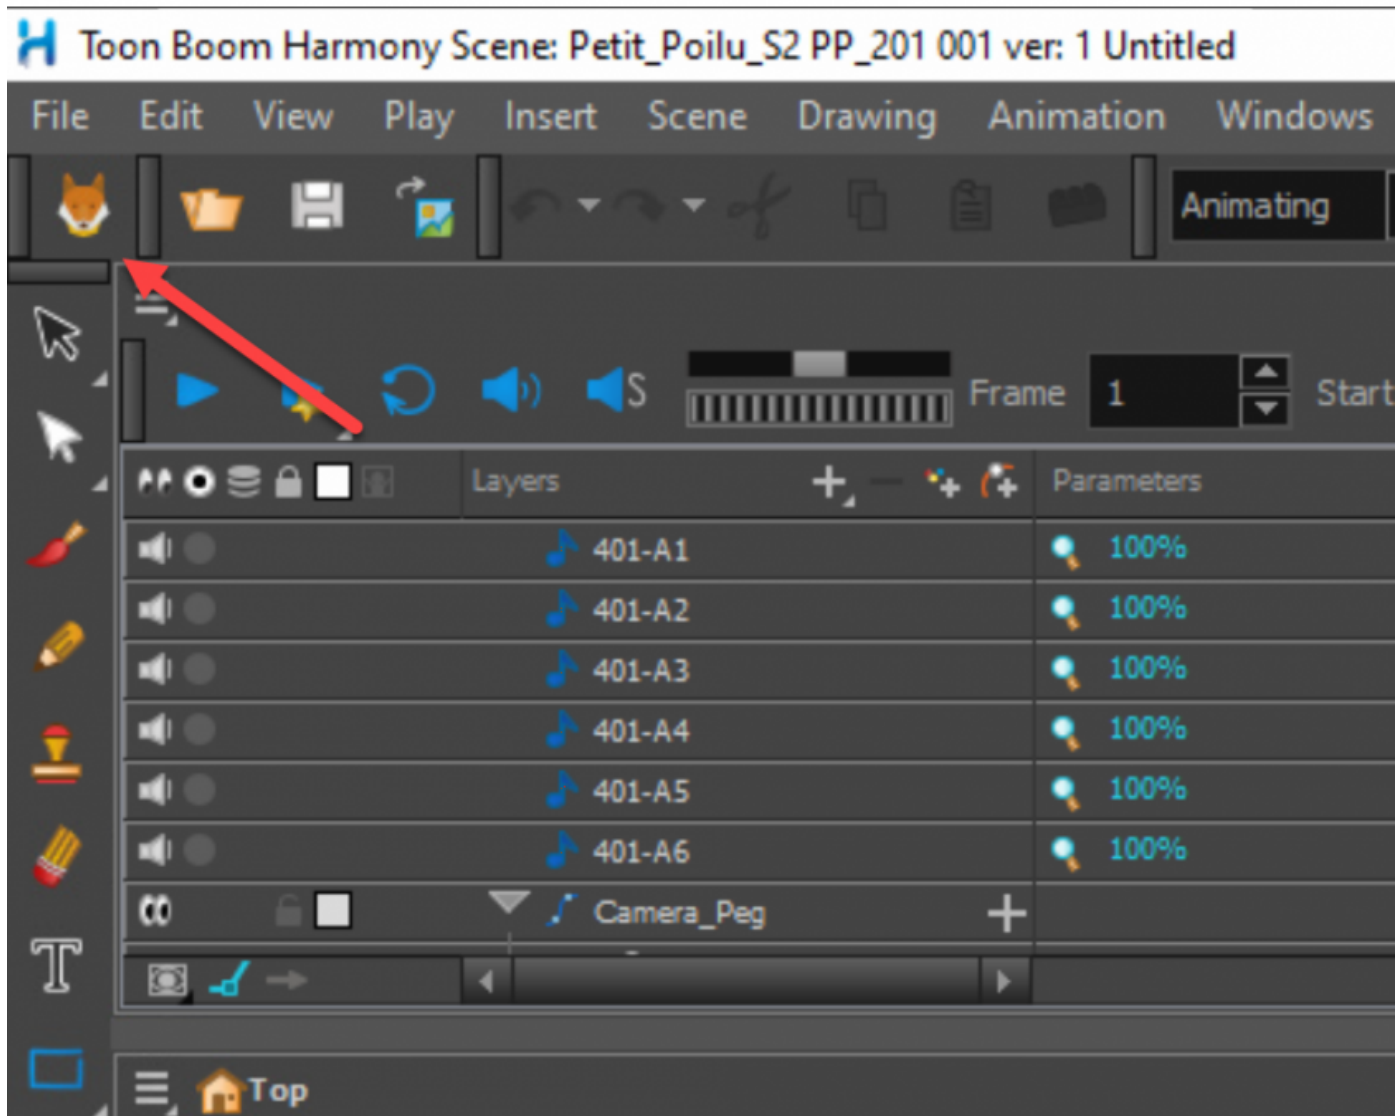 Toon Boom Harmony Scene: Petit_Poilu_S2 PP_201 001 ver: 1 Untitled
File Edit View Play Insert Scene Drawing Animation Windows
Animating
S Frame 1 Start
Layers Parameters
401-A1 100%
401-A2 100%
401-A3 100%
401-A4 100%
401-A5 100%
401-A6 100%
Camera_Peg
T
Top